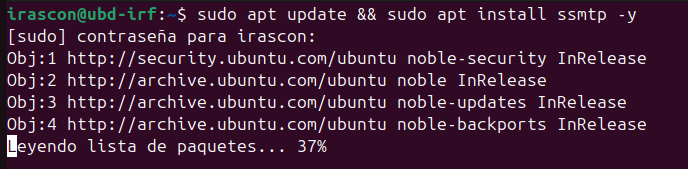 irascon@ubd-irf:~$ sudo apt update && sudo apt install ssmtp -y
[sudo] contraseña para irascon:
Obj:1 http://security.ubuntu.com/ubuntu noble-security InRelease
Obj:2 http://archive.ubuntu.com/ubuntu noble InRelease
Obj:3 http://archive.ubuntu.com/ubuntu noble-updates InRelease
Obj:4 http://archive.ubuntu.com/ubuntu noble-backports InRelease
Leyendo lista de paquetes... 37%